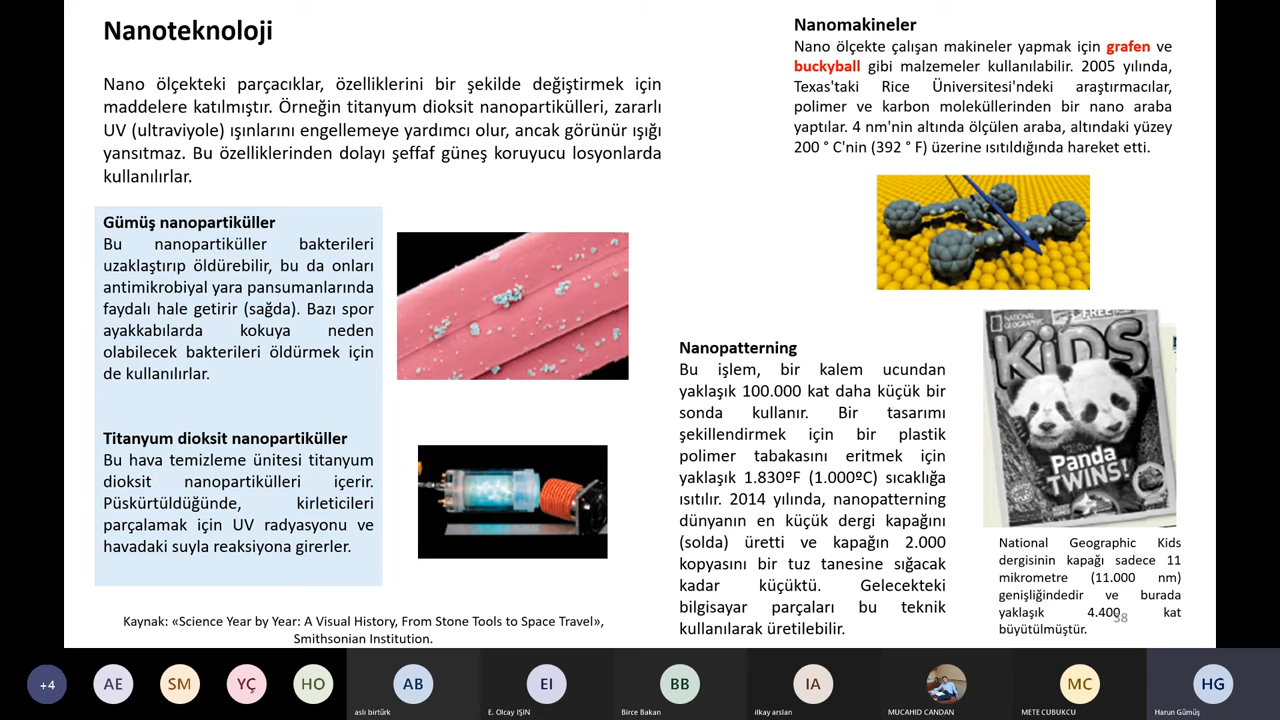 Nanoteknoloji
Nano ölçekteki parçacıklar, özelliklerini bir şekilde değiştirmek için
maddelere katılmıştır. Örneğin titanyum dioksit nanopartikülleri, zararlı
UV (ultraviyole) ışınlarını engellemeye yardımcı olur, ancak görünür ışığı
yansıtmaz. Bu özelliklerinden dolayı şeffaf güneş koruyucu losyonlarda
kullanılırlar.
Gümüş nanopartiküller
Bu nanopartiküller bakterileri
uzaklaştırıp öldürebilir, bu da onları
antimikrobiyal yara pansumanlarında
faydalı hale getirir (sağda). Bazı spor
ayakkabılarda kokuya neden
olabilecek bakterileri öldürmek için
de kullanılırlar.
Titanyum dioksit nanopartiküller
Bu hava temizleme ünitesi titanyum
dioksit nanopartikülleri içerir.
Püskürtüldüğünde, kirleticileri
parçalamak için UV radyasyonu ve
havadaki suyla reaksiyona girerler.
Kaynak: «Science Year by Year: A Visual History, From Stone Tools to Space Travel»,
Smithsonian Institution.
Nanomakineler
Nano ölçekte çalışan makineler yapmak için grafen ve
buckyball gibi malzemeler kullanılabilir. 2005 yılında,
Texas'taki Rice Üniversitesi'ndeki araştırmacılar,
polimer ve karbon moleküllerinden bir nano araba
yaptılar. 4 nm'nin altında ölçülen araba, altındaki yüzey
200 ° C'nin (392 ° F) üzerine ısıtıldığında hareket etti.
Nanopatterning
Bu işlem, bir kalem ucundan
yaklaşık 100.000 kat daha küçük bir
sonda kullanır. Bir tasarımı
şekillendirmek için bir plastik
polimer tabakasını eritmek için
yaklaşık 1.830ºF (1.000ºC) sıcaklığa
ısıtılır. 2014 yılında, nanopatterning
dünyanın en küçük dergi kapağını
(solda) üretti ve kapağın 2.000
kopyasını bir tuz tanesine sığacak
kadar küçüktü. Gelecekteki
bilgisayar parçaları bu teknik
kullanılarak üretilebilir.
NATIONAL GEOGRAPHIC
FREE
KiDS
Panda
TWINS!
National Geographic Kids
dergisinin kapağı sadece 11
mikrometre (11.000 nm)
genişliğindedir ve burada
yaklaşık 4.400 kat
büyütülmüştür.
38
+4
AE
SM
YÇ
HO
AB
aslı birtürk
EI
E. Olcay IŞIN
BB
Birce Bakan
IA
ilkay arslan
MUCAHID CANDAN
MC
METE CUBUKCU
HG
Harun Gümüş